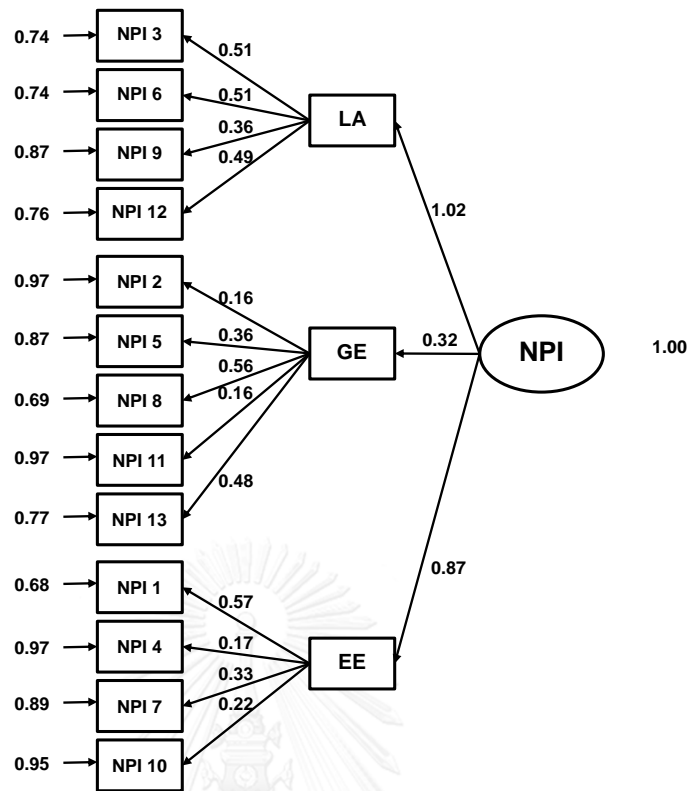 0.74 NPI 3
0.51
0.74 NPI 6
0.51
0.87 NPI 9
0.36
0.76 NPI 12
0.49
LA
1.02
0.97 NPI 2
0.16
0.87 NPI 5
0.36
0.69 NPI 8
0.56
0.97 NPI 11
0.16
0.77 NPI 13
0.48
GE
0.32
NPI
1.00
0.68 NPI 1
0.57
0.97 NPI 4
0.17
0.89 NPI 7
0.33
0.95 NPI 10
0.22
EE
0.87